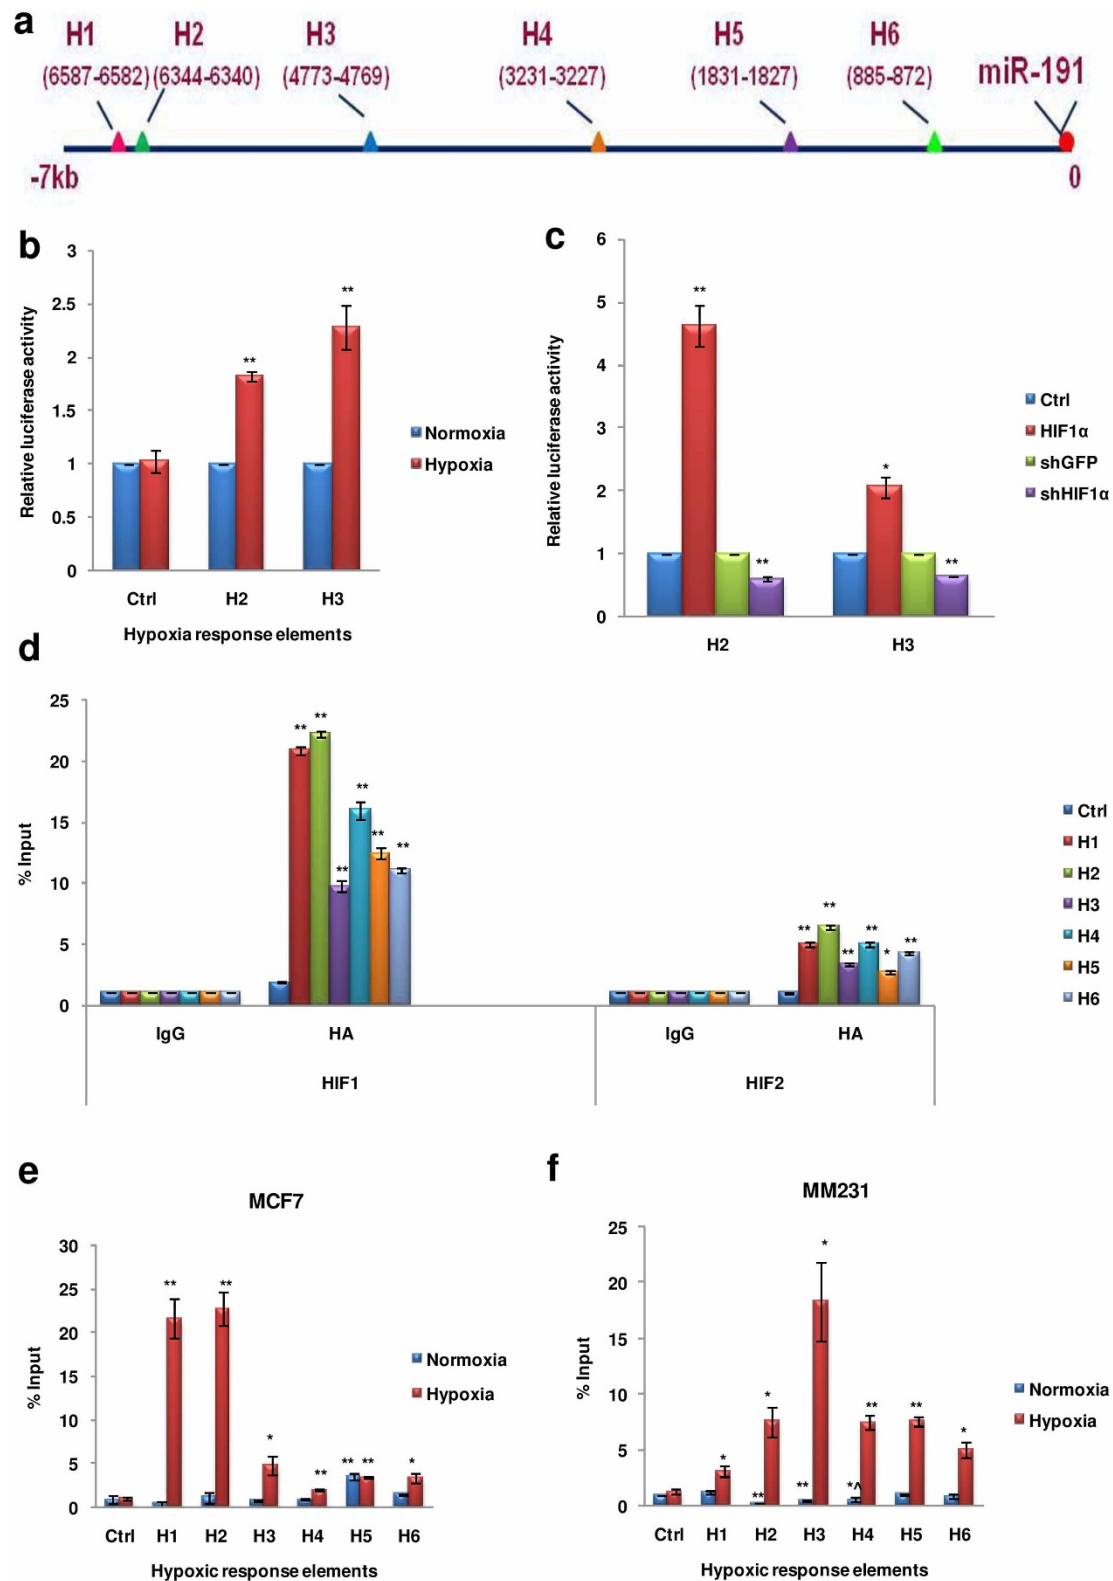 a
H1 H2 H3 H4 H5 H6
(6587-6582) (6344-6340) (4773-4769) (3231-3227) (1831-1827) (885-872) miR-191
-7kb 0
b
3
2.5
2
1.5
1
0.5
0
Relative luciferase activity
** **
Ctrl H2 H3
Hypoxia response elements
Normoxia
Hypoxia
c
6
5
4
3
2
1
0
Relative luciferase activity
** ** * **
H2 H3
Ctrl
HIF1α
shGFP
shHIF1α
d
25
20
15
10
5
0
% Input
** ** ** ** ** **
** ** ** ** * **
IgG HA IgG HA
HIF1 HIF2
Ctrl
H1
H2
H3
H4
H5
H6
e
MCF7
30
25
20
15
10
5
0
% Input
** ** * ** ** ** *
Ctrl H1 H2 H3 H4 H5 H6
Hypoxic response elements
Normoxia
Hypoxia
f
MM231
25
20
15
10
5
0
% Input
* ** * ** * *^ ** ** *
Ctrl H1 H2 H3 H4 H5 H6
Hypoxic response elements
Normoxia
Hypoxia